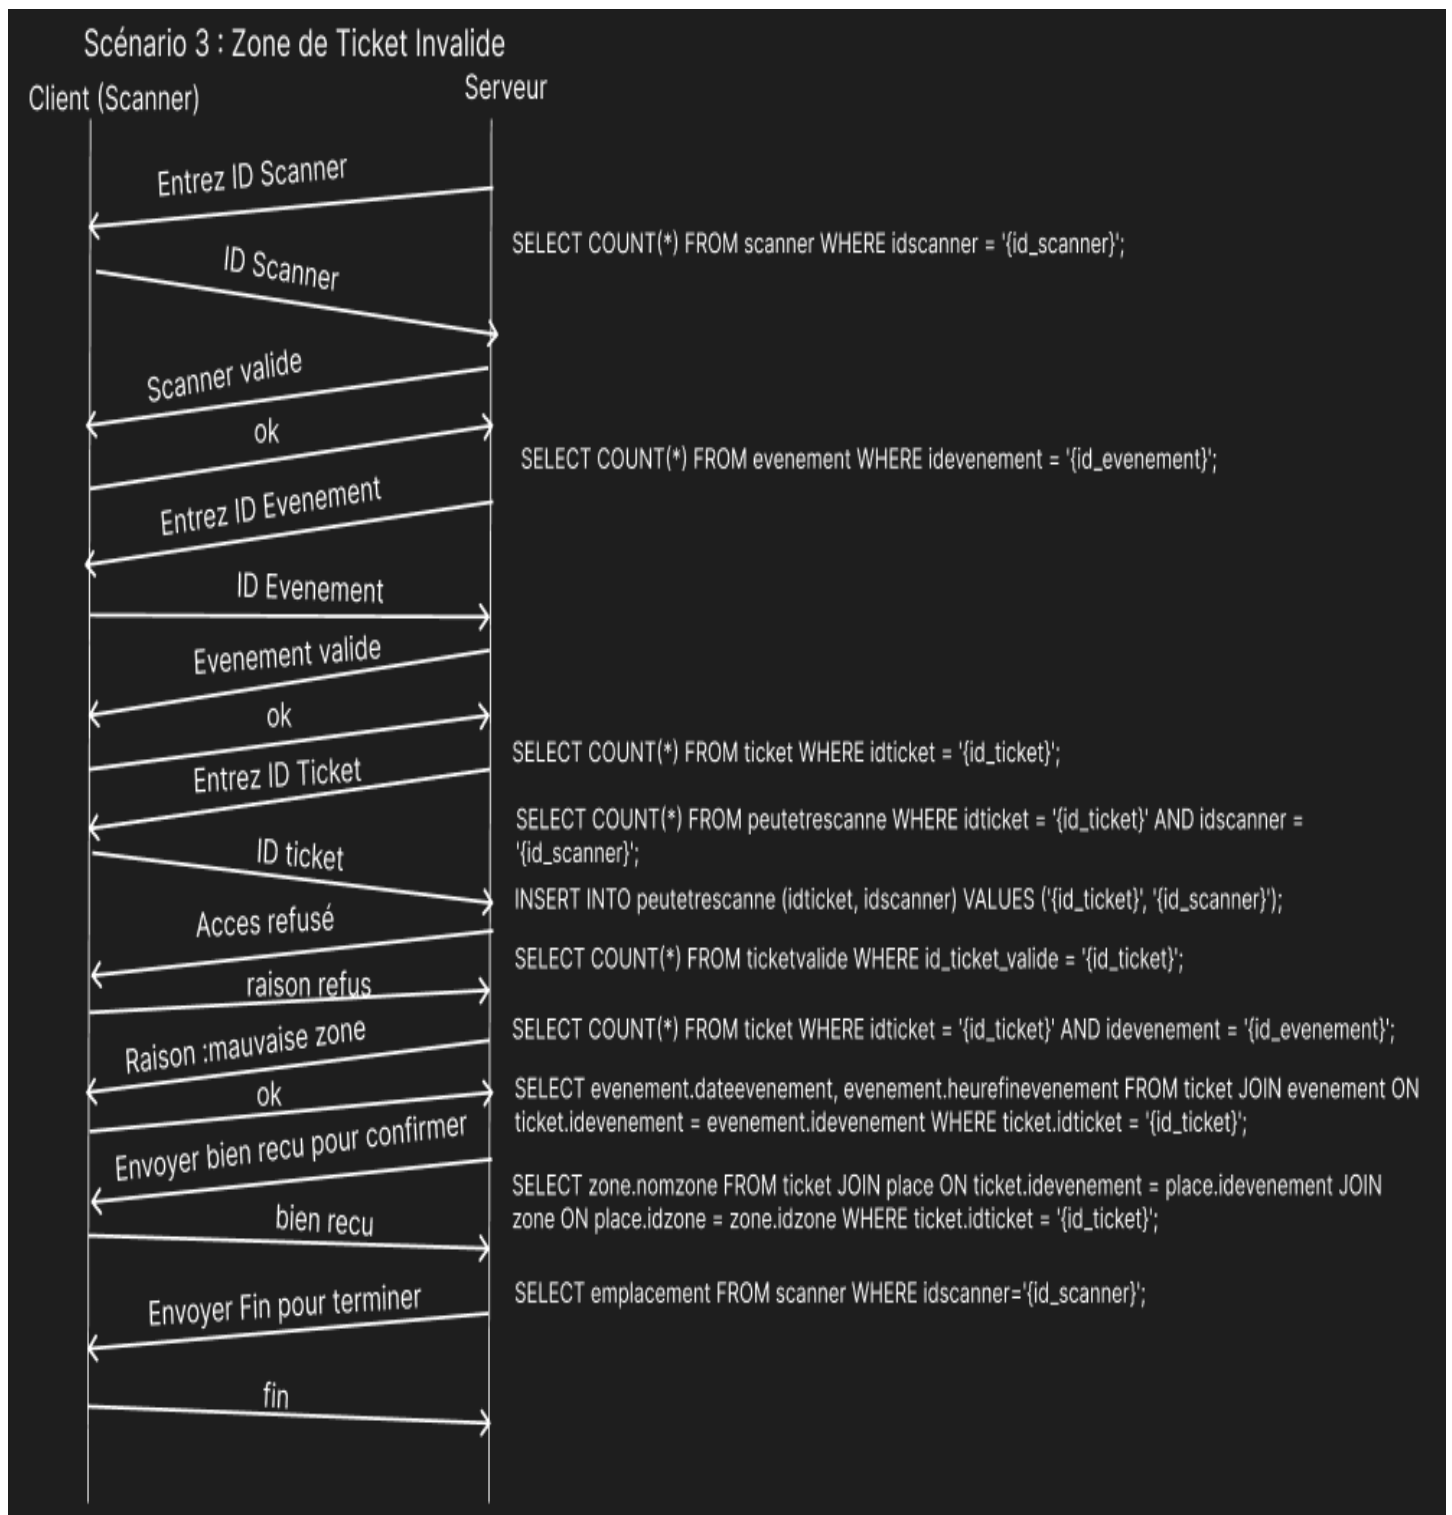 Scénario 3 : Zone de Ticket Invalide
Client (Scanner)
Serveur
Entrez ID Scanner
SELECT COUNT(*) FROM scanner WHERE idscanner = '{id_scanner}';
ID Scanner
Scanner valide
ok
SELECT COUNT(*) FROM evenement WHERE idevenement = '{id_evenement}';
Entrez ID Evenement
ID Evenement
Evenement valide
ok
SELECT COUNT(*) FROM ticket WHERE idticket = '{id_ticket}';
Entrez ID Ticket
SELECT COUNT(*) FROM peutetrescanne WHERE idticket = '{id_ticket}' AND idscanner =
'{id_scanner}';
ID ticket
INSERT INTO peutetrescanne (idticket, idscanner) VALUES ('{id_ticket}', '{id_scanner}');
Acces refusé
SELECT COUNT(*) FROM ticketvalide WHERE id_ticket_valide = '{id_ticket}';
raison refus
SELECT COUNT(*) FROM ticket WHERE idticket = '{id_ticket}' AND idevenement = '{id_evenement}';
Raison :mauvaise zone
SELECT evenement.dateevenement, evenement.heurefinevenement FROM ticket JOIN evenement ON
ticket.idevenement = evenement.idevenement WHERE ticket.idticket = '{id_ticket}';
ok
Envoyer bien recu pour confirmer
SELECT zone.nomzone FROM ticket JOIN place ON ticket.idevenement = place.idevenement JOIN
zone ON place.idzone = zone.idzone WHERE ticket.idticket = '{id_ticket}';
bien recu
SELECT emplacement FROM scanner WHERE idscanner='{id_scanner}';
Envoyer Fin pour terminer
fin